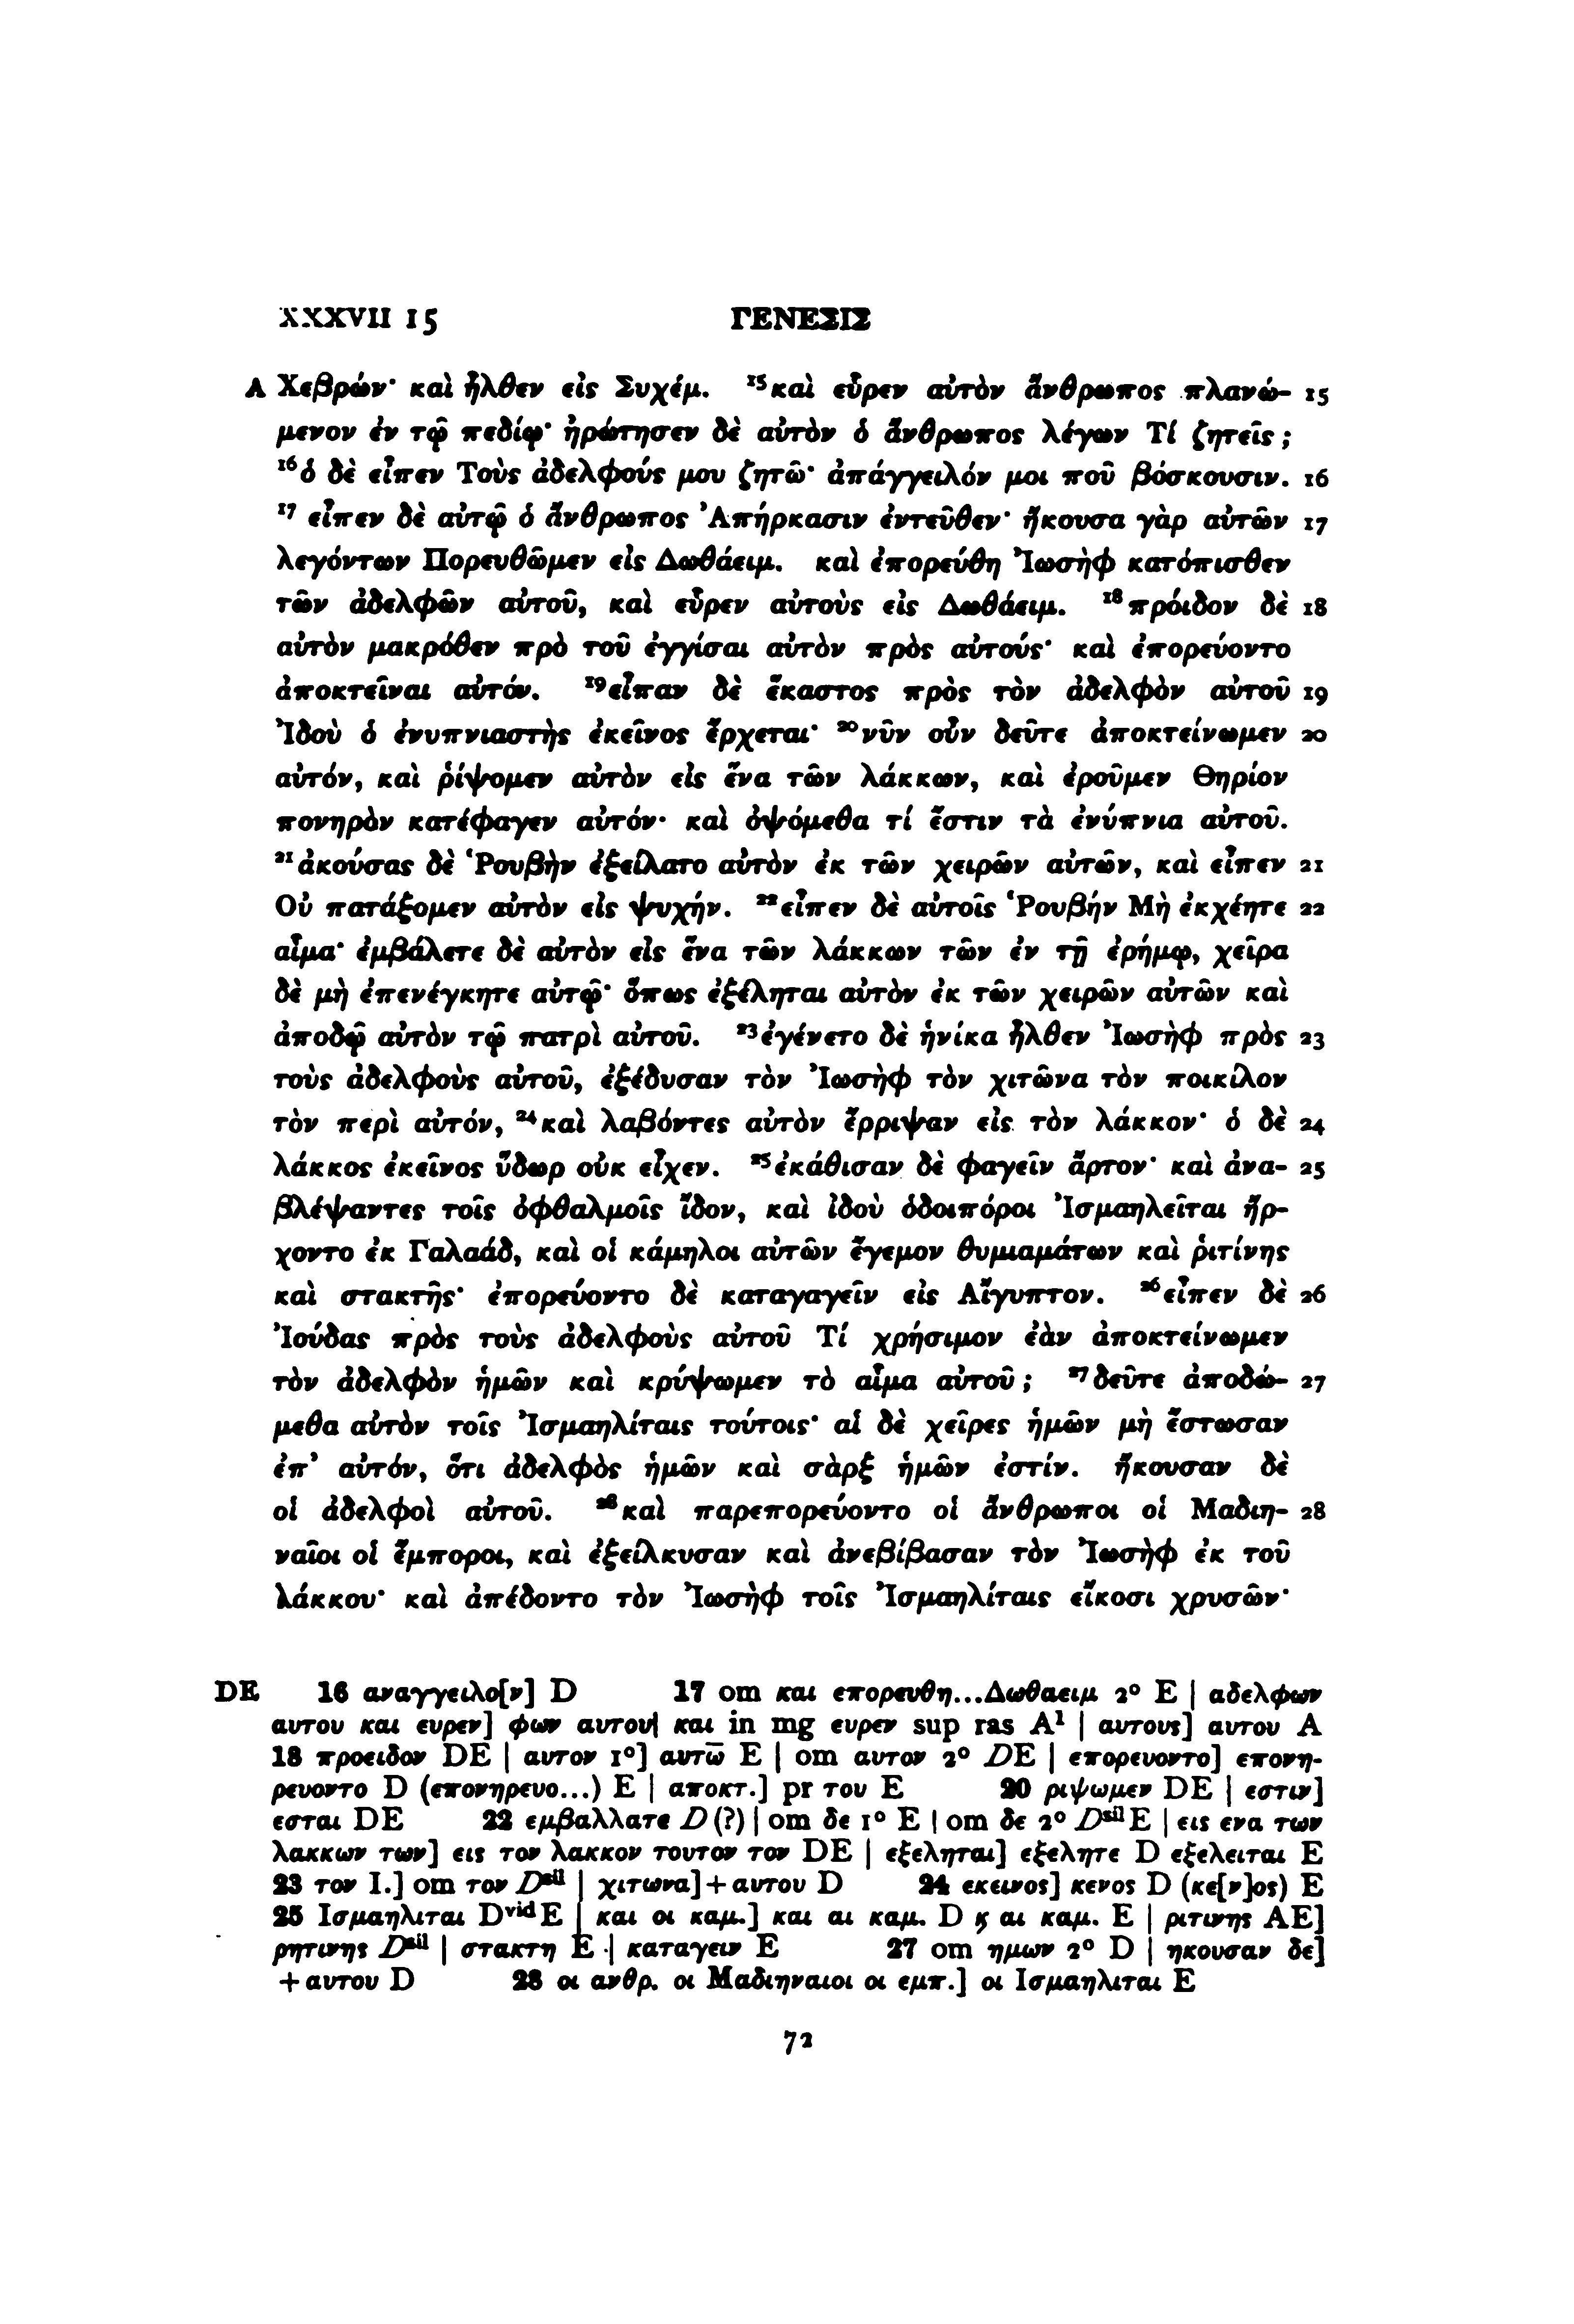 XXXVII 15 ΓΕΝΕΣΙΣ
A Χεβρών· καὶ ἦλθεν εἰς Συχέμ. ¹⁵καὶ εὗρεν αὐτὸν ἄνθρωπος πλανώ- 15
μενον ἐν τῷ πεδίῳ· ἠρώτησεν δὲ αὐτὸν ὁ ἄνθρωπος λέγων Τί ζητεῖς;
¹⁶ὁ δὲ εἶπεν Τοὺς ἀδελφούς μου ζητῶ· ἀπάγγειλόν μοι ποῦ βόσκουσιν. 16
¹⁷εἶπεν δὲ αὐτῷ ὁ ἄνθρωπος Ἀπήρκασιν ἐντεῦθεν· ἤκουσα γὰρ αὐτῶν 17
λεγόντων Πορευθῶμεν εἰς Δωθάειμ. καὶ ἐπορεύθη Ἰωσὴφ κατόπισθεν
τῶν ἀδελφῶν αὐτοῦ, καὶ εὗρεν αὐτοὺς εἰς Δωθάειμ. ¹⁸πρόιδον δὲ 18
αὐτὸν μακρόθεν πρὸ τοῦ ἐγγίσαι αὐτὸν πρὸς αὐτούς· καὶ ἐπορεύοντο
ἀποκτεῖναι αὐτόν. ¹⁹εἶπαν δὲ ἕκαστος πρὸς τὸν ἀδελφὸν αὐτοῦ 19
Ἰδοὺ ὁ ἐνυπνιαστὴς ἐκεῖνος ἔρχεται· ²⁰νῦν οὖν δεῦτε ἀποκτείνωμεν 20
αὐτόν, καὶ ῥίψομεν αὐτὸν εἰς ἕνα τῶν λάκκων, καὶ ἐροῦμεν Θηρίον
πονηρὸν κατέφαγεν αὐτόν· καὶ ὀψόμεθα τί ἔστιν τὰ ἐνύπνια αὐτοῦ.
²¹ἀκούσας δὲ Ῥουβὴν ἐξείλατο αὐτὸν ἐκ τῶν χειρῶν αὐτῶν, καὶ εἶπεν 21
Οὐ πατάξομεν αὐτὸν εἰς ψυχήν. ²²εἶπεν δὲ αὐτοῖς Ῥουβήν Μὴ ἐκχέητε 22
αἷμα· ἐμβάλετε δὲ αὐτὸν εἰς ἕνα τῶν λάκκων τῶν ἐν τῇ ἐρήμῳ, χεῖρα
δὲ μὴ ἐπενέγκητε αὐτῷ· ὅπως ἐξέληται αὐτὸν ἐκ τῶν χειρῶν αὐτῶν καὶ
ἀποδῷ αὐτὸν τῷ πατρὶ αὐτοῦ. ²³ἐγένετο δὲ ἡνίκα ἦλθεν Ἰωσὴφ πρὸς 23
τοὺς ἀδελφοὺς αὐτοῦ, ἐξέδυσαν τὸν Ἰωσὴφ τὸν χιτῶνα τὸν ποικίλον
τὸν περὶ αὐτόν, ²⁴καὶ λαβόντες αὐτὸν ἔρριψαν εἰς τὸν λάκκον· ὁ δὲ 24
λάκκος ἐκεῖνος ὕδωρ οὐκ εἶχεν. ²⁵ἐκάθισαν δὲ φαγεῖν ἄρτον· καὶ ἀνα- 25
βλέψαντες τοῖς ὀφθαλμοῖς ἴδον, καὶ ἰδοὺ ὁδοιπόροι Ἰσμαηλεῖται ἤρ-
χοντο ἐκ Γαλαάδ, καὶ οἱ κάμηλοι αὐτῶν ἔγεμον θυμιαμάτων καὶ ῥιτίνης
καὶ στακτῆς· ἐπορεύοντο δὲ καταγαγεῖν εἰς Αἴγυπτον. ²⁶εἶπεν δὲ 26
Ἰούδας πρὸς τοὺς ἀδελφοὺς αὐτοῦ Τί χρήσιμον ἐὰν ἀποκτείνωμεν
τὸν ἀδελφὸν ἡμῶν καὶ κρύψωμεν τὸ αἷμα αὐτοῦ; ²⁷δεῦτε ἀποδώ- 27
μεθα αὐτὸν τοῖς Ἰσμαηλίταις τούτοις· αἱ δὲ χεῖρες ἡμῶν μὴ ἔστωσαν
ἐπ’ αὐτόν, ὅτι ἀδελφὸς ἡμῶν καὶ σὰρξ ἡμῶν ἐστίν. ἤκουσαν δὲ
οἱ ἀδελφοὶ αὐτοῦ. ²⁸καὶ παρεπορεύοντο οἱ ἄνθρωποι οἱ Μαδιη- 28
ναῖοι οἱ ἔμποροι, καὶ ἐξείλκυσαν καὶ ἀνεβίβασαν τὸν Ἰωσὴφ ἐκ τοῦ
λάκκου· καὶ ἀπέδοντο τὸν Ἰωσὴφ τοῖς Ἰσμαηλίταις εἴκοσι χρυσῶν·
DE 16 αναγγειλο[ν] D 17 om και επορευθη...Δωθαειμ 2° E | αδελφων
αυτου και ευρεν] φων αυτου| και in mg ευρεν sup ras A¹ | αυτους] αυτου A
18 προειδον DE | αυτον 1°] αυτω̄ E | om αυτον 2° DE | επορευοντο] επονη-
ρευοντο D (επονηρευο...) E | αποκτ.] pr του E 20 ριψωμεν DE | εστιν]
εσται DE 22 εμβαλλατε D (?) | om δε 1° E | om δε 2° Dˢⁱˡ E | εις ενα των
λακκων των] εις τον λακκον τουτον τον DE | εξεληται] εξελητε D εξελειται E
23 τον Ι.] om τον Dˢⁱˡ | χιτωνα]+αυτου D 24 εκεινος] κενος D (κε[ν]ος) E
25 Ισμαηλιται Dᵛⁱᵈ E | και οι καμ.] και αι καμ. D ϗ αι καμ. E | ριτινης AE]
ρητινης Dˢⁱˡ | στακτη E | καταγειν E 27 om ημων 2° D | ηκουσαν δε]
+αυτου D 28 οι ανθρ. οι Μαδιηναιοι οι εμπ.] οι Ισμαηλιται E
72